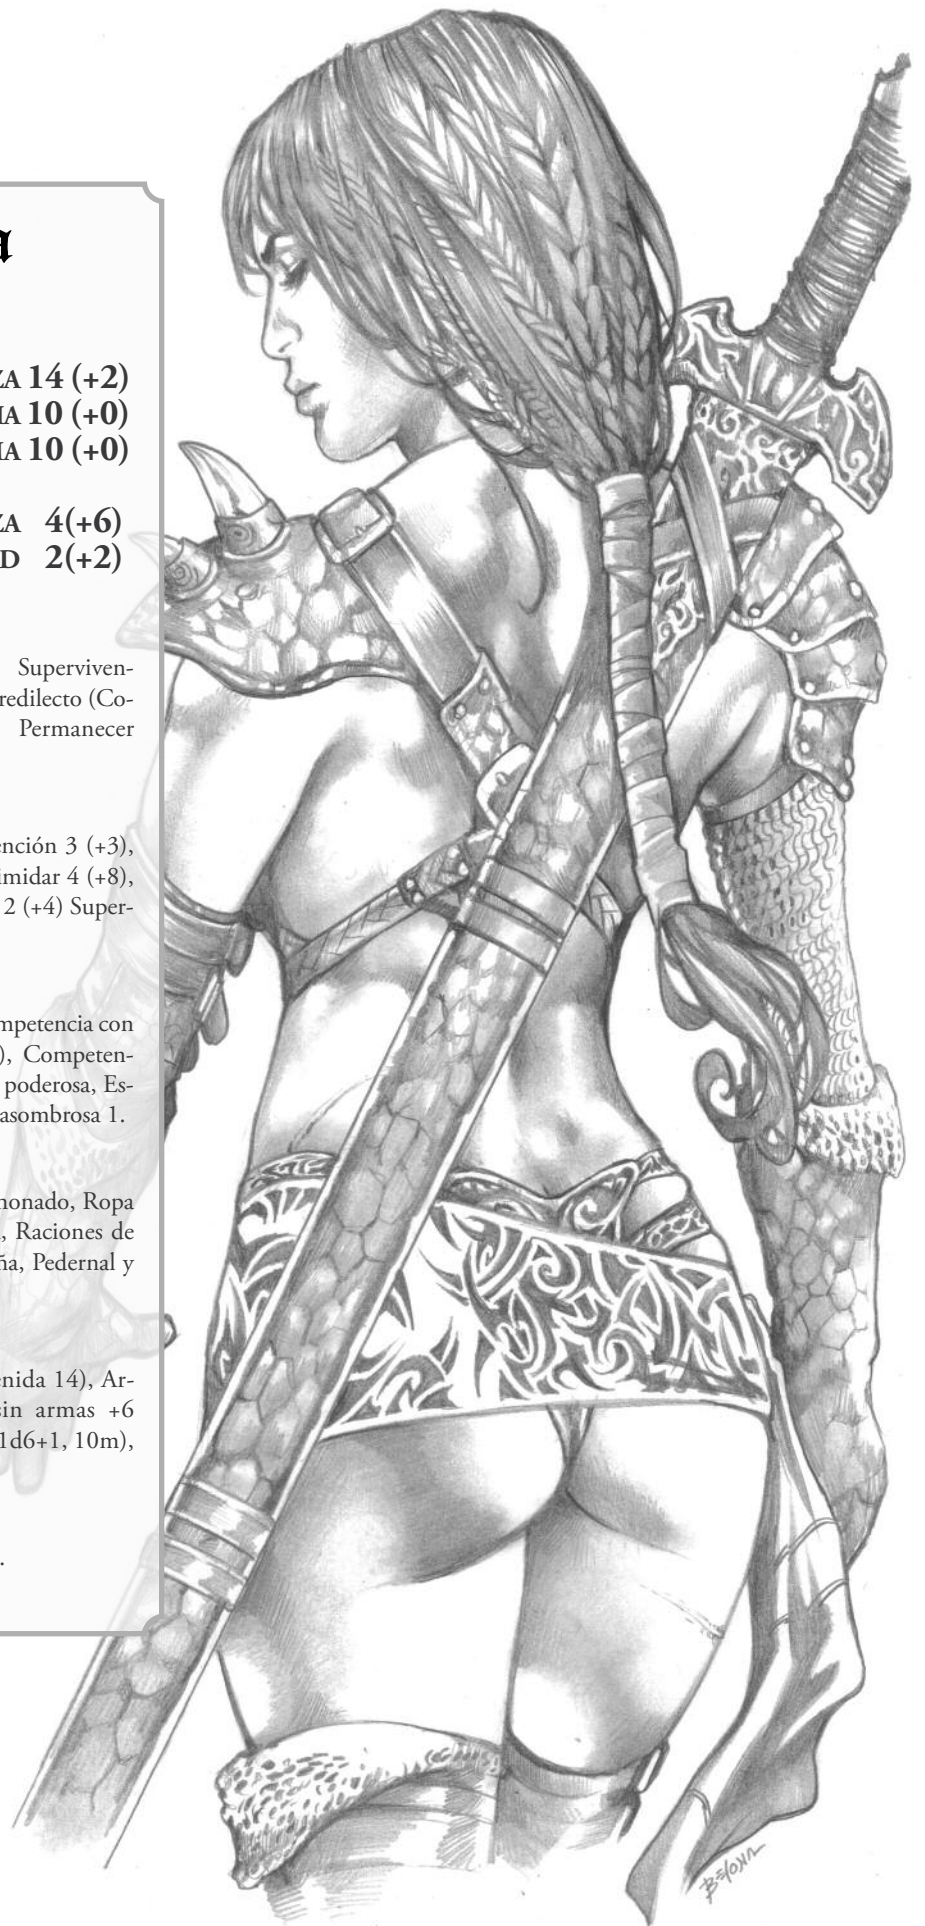 a
ZA 14 (+2)
IA 10 (+0)
IA 10 (+0)
ZA 4(+6)
D 2(+2)
Superviven-
redilecto (Co-
Permanecer
ención 3 (+3),
imidar 4 (+8),
2 (+4) Super-
mpetencia con
), Competen-
poderosa, Es-
asombrosa 1.
nonado, Ropa
, Raciones de
ña, Pedernal y
enida 14), Ar-
sin armas +6
1d6+1, 10m),
.